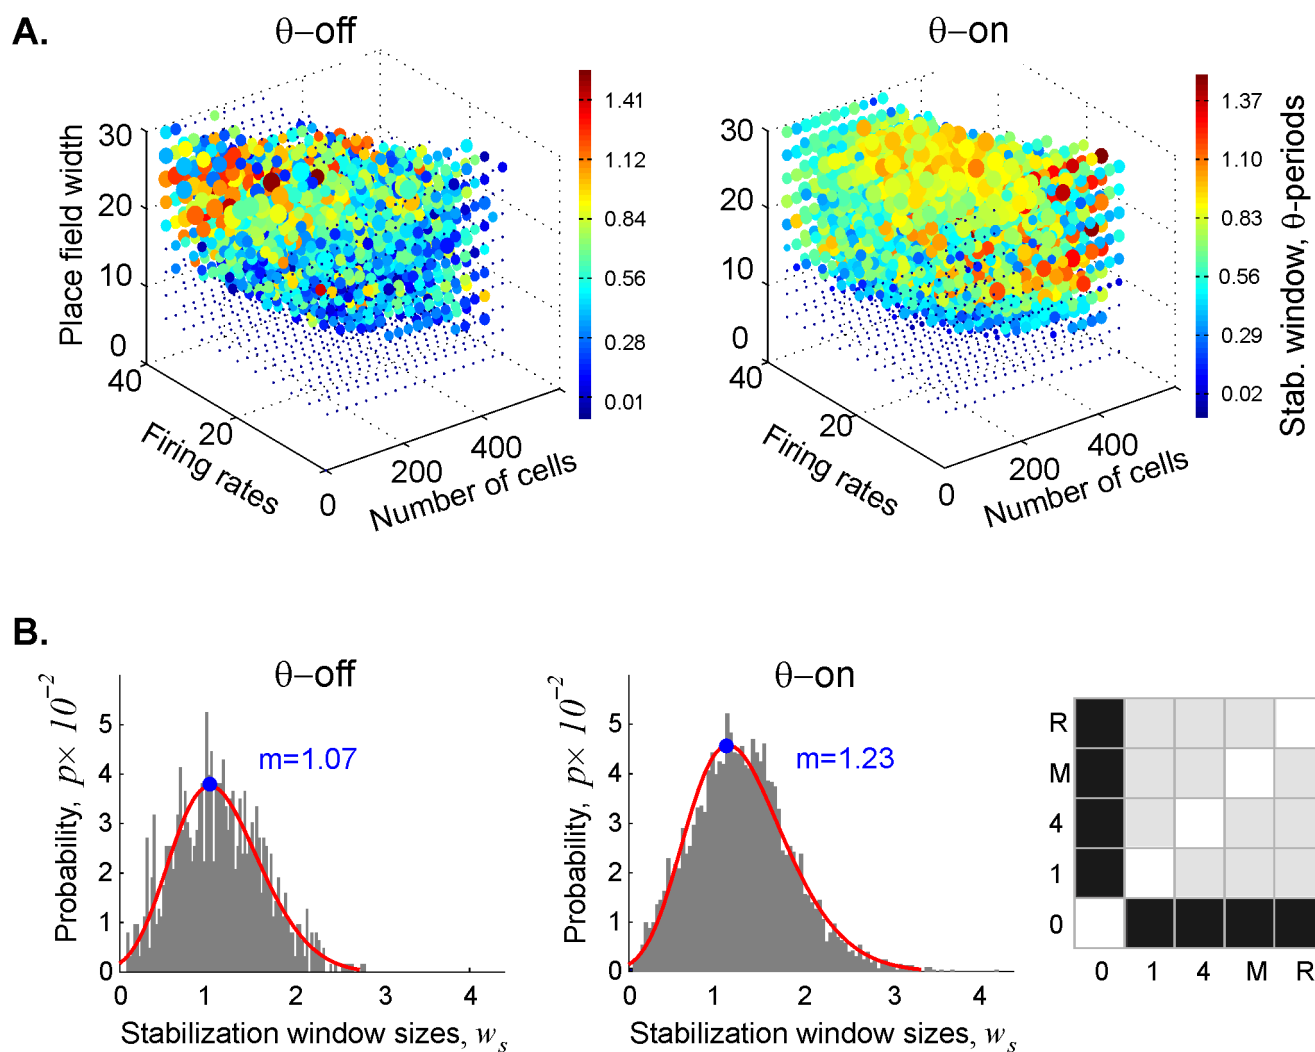 A.
θ–off
θ–on
30
20
10
0
Place field width
40
20
0
Firing rates
200
400
Number of cells
1.41
1.12
0.84
0.56
0.28
0.01
30
20
10
0
40
20
0
Firing rates
200
400
Number of cells
1.37
1.10
0.83
0.56
0.29
0.02
Stab. window, θ-periods
B.
θ–off
m=1.07
5
4
3
2
1
0
Probability, p× 10⁻²
0 1 2 3 4
Stabilization window sizes, wₛ
θ–on
m=1.23
5
4
3
2
1
0
Probability, p× 10⁻²
0 1 2 3 4
Stabilization window sizes, wₛ
R
M
4
1
0
0 1 4 M R